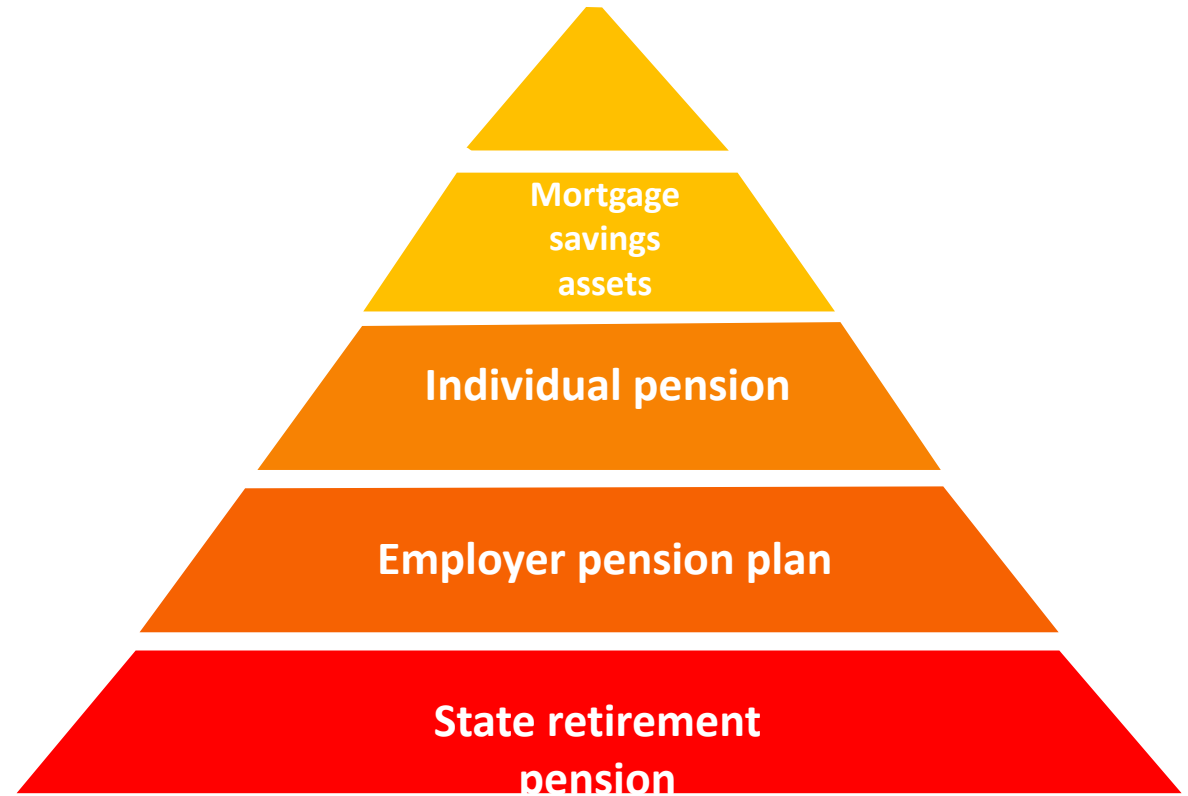 Mortgage
savings
assets
Individual pension
Employer pension plan
State retirement
pension